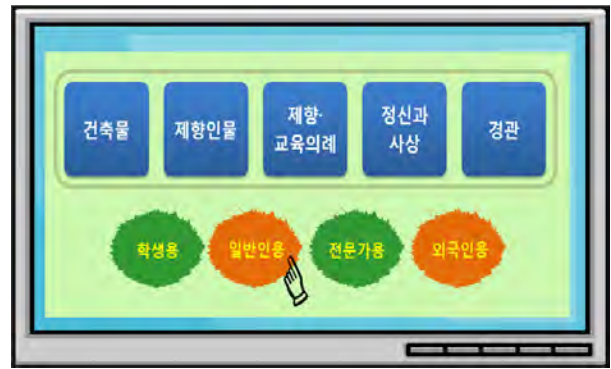 건축물
제향인물
제향·
교육의례
정신과
사상
경관
학생용
일반인용
전문가용
외국인용